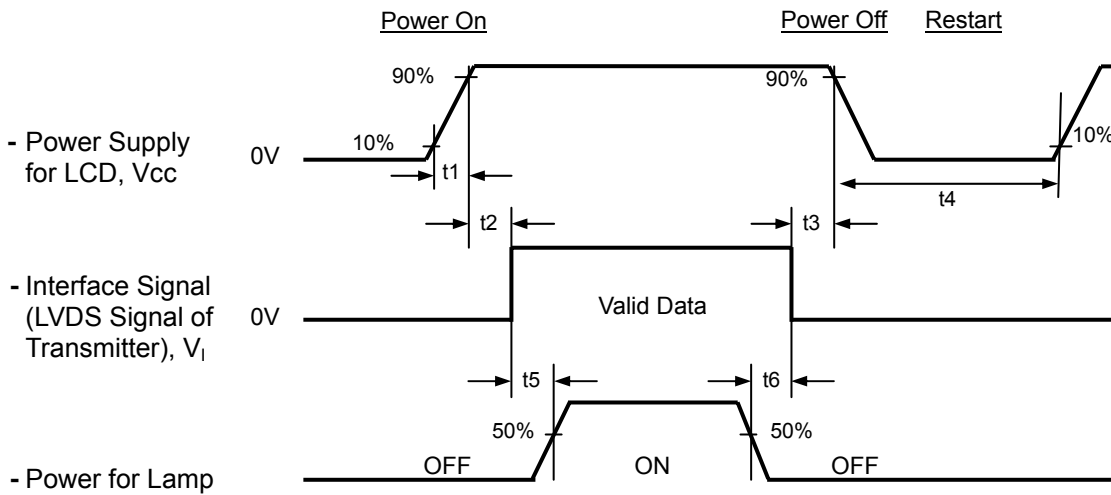 Power On
Power Off
Restart
90%
90%
- Power Supply
for LCD, Vcc
0V
10%
10%
t1
t4
t2
t3
- Interface Signal
(LVDS Signal of
Transmitter), VI
0V
Valid Data
t5
t6
50%
50%
- Power for Lamp
OFF
ON
OFF